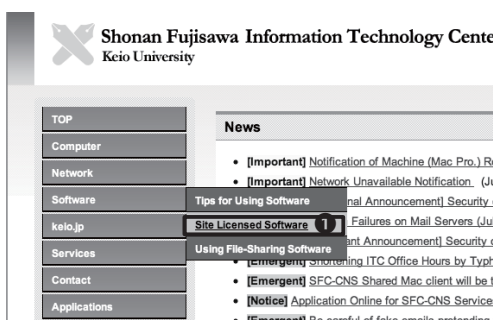 Shonan Fujisawa Information Technology Cente
Keio University
TOP
Computer
Network
Software
keio.jp
Services
Contact
Applications
Tips for Using Software
Site Licensed Software 1
Using File-Sharing Software
News
[Important] Notification of Machine (Mac Pro.) R
[Important] Network Unavailable Notification (Ju
nal Announcement] Security
Failures on Mail Servers (Jul
ant Announcement] Security
[Emergent] Shortening ITC Office Hours by Typh
[Emergent] SFC-CNS Shared Mac client will be t
[Notice] Application Online for SFC-CNS Service
[Emergent] Be careful of fake emails pretending